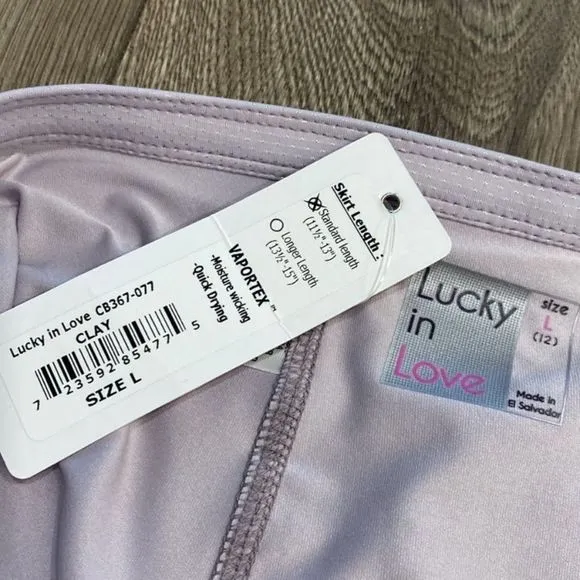 Skirt Length :
Standard length
(11½"-13")
Longer Length
(13½"-15")
VAPORTEX™
-Moisture wicking
-Quick Drying
Lucky in Love CB367-077
CLAY
7 23592 85477 5
SIZE L
Lucky
in
Love
size
L
(12)
Made in
El Salvador